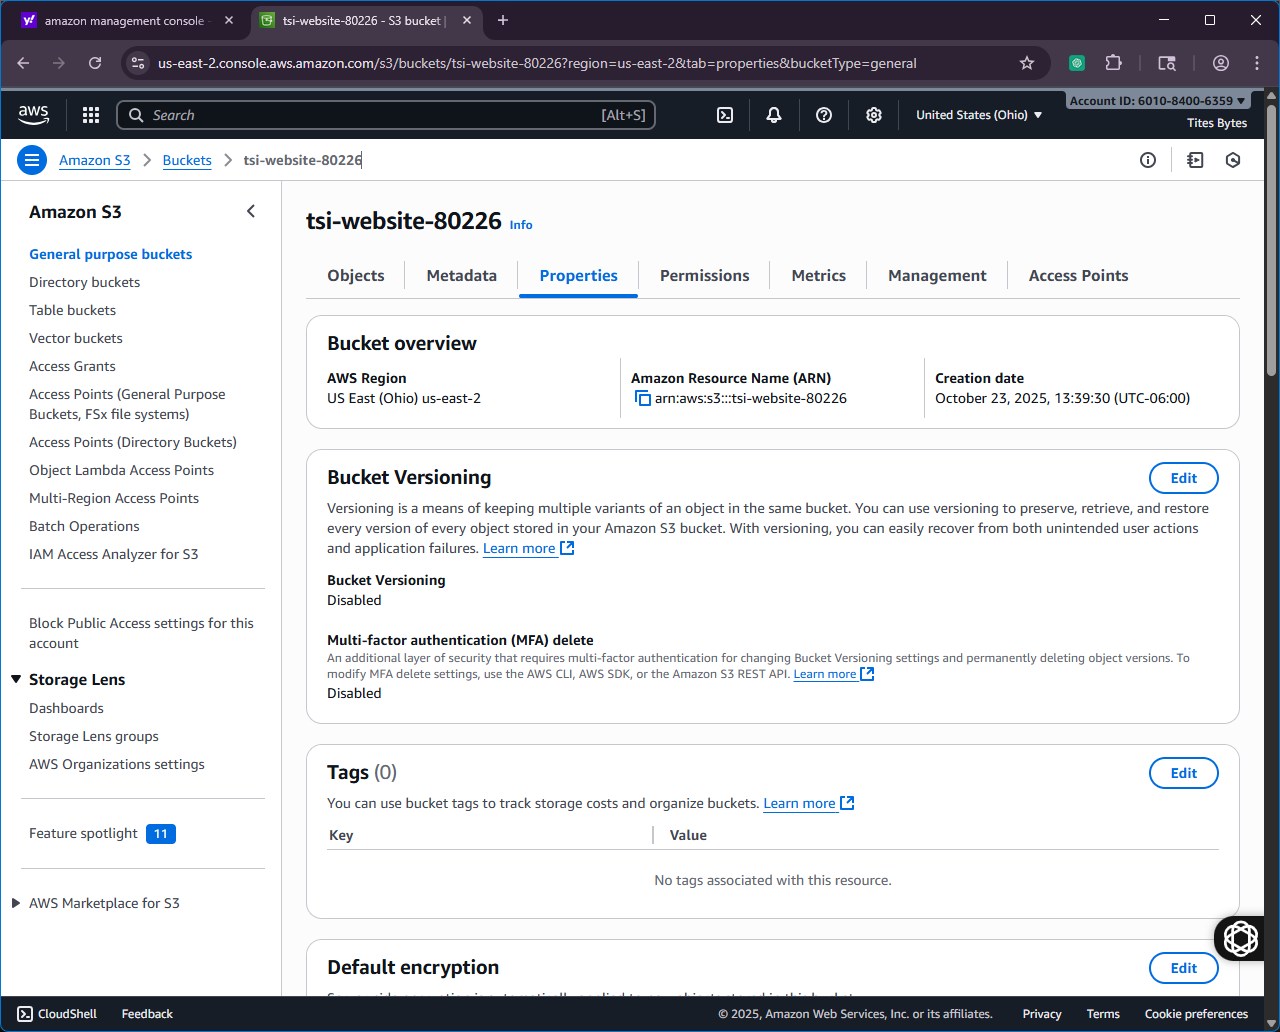 amazon management console -
tsi-website-80226 - S3 bucket |
us-east-2.console.aws.amazon.com/s3/buckets/tsi-website-80226?region=us-east-2&tab=properties&bucketType=general
aws
Search
[Alt+S]
United States (Ohio)
Account ID: 6010-8400-6359
Tites Bytes
Amazon S3
Buckets
tsi-website-80226
Amazon S3
General purpose buckets
Directory buckets
Table buckets
Vector buckets
Access Grants
Access Points (General Purpose
Buckets, FSx file systems)
Access Points (Directory Buckets)
Object Lambda Access Points
Multi-Region Access Points
Batch Operations
IAM Access Analyzer for S3
Block Public Access settings for this
account
Storage Lens
Dashboards
Storage Lens groups
AWS Organizations settings
Feature spotlight 11
AWS Marketplace for S3
tsi-website-80226 Info
Objects
Metadata
Properties
Permissions
Metrics
Management
Access Points
Bucket overview
AWS Region
US East (Ohio) us-east-2
Amazon Resource Name (ARN)
arn:aws:s3:::tsi-website-80226
Creation date
October 23, 2025, 13:39:30 (UTC-06:00)
Bucket Versioning
Edit
Versioning is a means of keeping multiple variants of an object in the same bucket. You can use versioning to preserve, retrieve, and restore
every version of every object stored in your Amazon S3 bucket. With versioning, you can easily recover from both unintended user actions
and application failures. Learn more
Bucket Versioning
Disabled
Multi-factor authentication (MFA) delete
An additional layer of security that requires multi-factor authentication for changing Bucket Versioning settings and permanently deleting object versions. To
modify MFA delete settings, use the AWS CLI, AWS SDK, or the Amazon S3 REST API. Learn more
Disabled
Tags (0)
Edit
You can use bucket tags to track storage costs and organize buckets. Learn more
Key
Value
No tags associated with this resource.
Default encryption
Edit
CloudShell
Feedback
© 2025, Amazon Web Services, Inc. or its affiliates.
Privacy
Terms
Cookie preferences